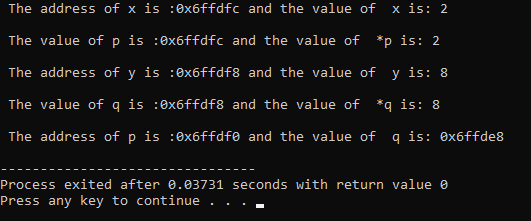 The address of x is :0x6ffdfc and the value of  x is: 2
The value of p is :0x6ffdfc and the value of  *p is: 2
The address of y is :0x6ffdf8 and the value of  y is: 8
The value of q is :0x6ffdf8 and the value of  *q is: 8
The address of p is :0x6ffdf0 and the value of  q is: 0x6ffde8
--------------------------------
Process exited after 0.03731 seconds with return value 0
Press any key to continue . . .